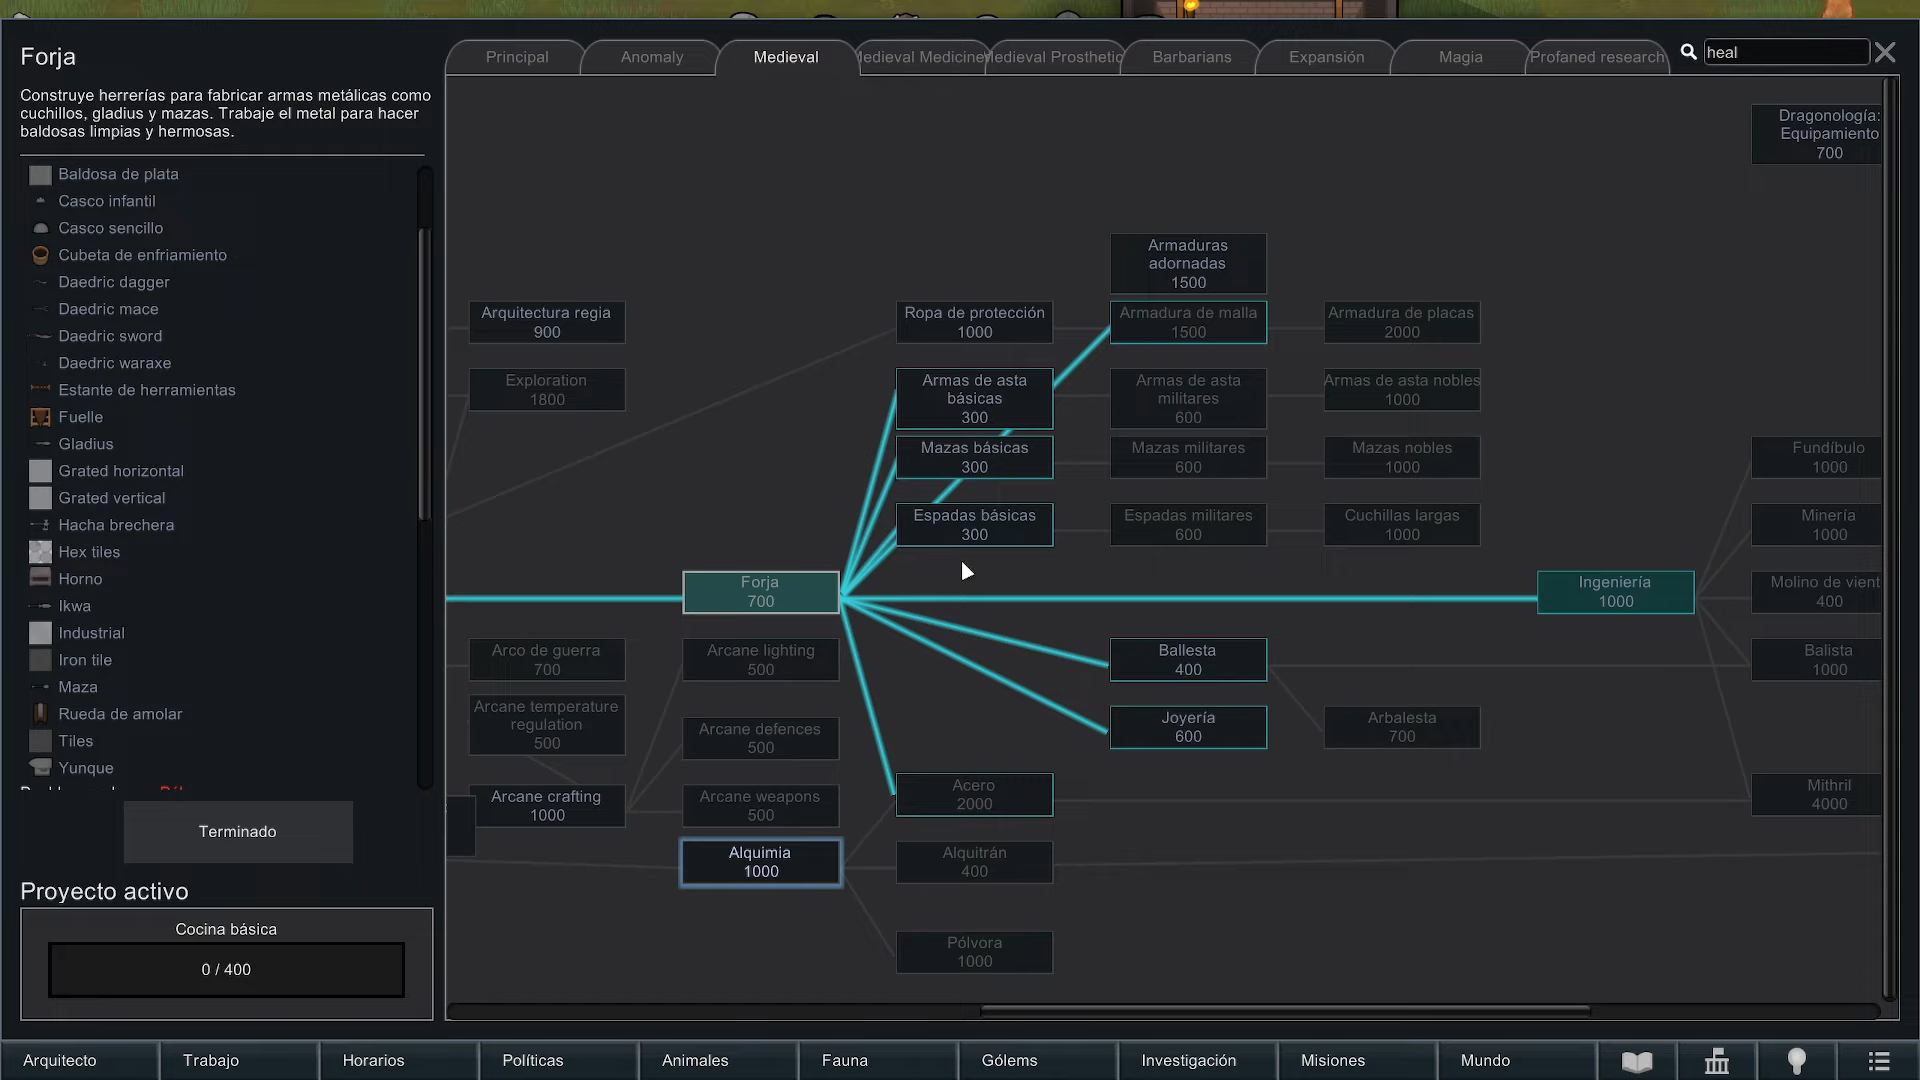 Forja
Construye herrerías para fabricar armas metálicas como
cuchillos, gladius y mazas. Trabaje el metal para hacer
baldosas limpias y hermosas.
Baldosa de plata
Casco infantil
Casco sencillo
Cubeta de enfriamiento
Daedric dagger
Daedric mace
Daedric sword
Daedric waraxe
Estante de herramientas
Fuelle
Gladius
Grated horizontal
Grated vertical
Hacha brechera
Hex tiles
Horno
Ikwa
Industrial
Iron tile
Maza
Rueda de amolar
Tiles
Yunque
Terminado
Proyecto activo
Cocina básica
0 / 400
Principal
Anomaly
Medieval
Medieval Medicine
Medieval Prosthetic
Barbarians
Expansión
Magia
Profaned research
heal
Dragonología:
Equipamiento
700
Armaduras
adornadas
1500
Arquitectura regia
900
Ropa de protección
1000
Armadura de malla
1500
Armadura de placas
2000
Exploration
1800
Armas de asta
básicas
300
Armas de asta
militares
600
Armas de asta nobles
1000
Mazas básicas
300
Mazas militares
600
Mazas nobles
1000
Fundíbulo
1000
Espadas básicas
300
Espadas militares
600
Cuchillas largas
1000
Minería
1000
Forja
700
Ingeniería
1000
Molino de vient
400
Arco de guerra
700
Arcane lighting
500
Ballesta
400
Balista
1000
Arcane temperature
regulation
500
Arcane defences
500
Joyería
600
Arbalesta
700
Arcane crafting
1000
Arcane weapons
500
Acero
2000
Mithril
4000
Alquimia
1000
Alquitrán
400
Pólvora
1000
Arquitecto
Trabajo
Horarios
Políticas
Animales
Fauna
Gólems
Investigación
Misiones
Mundo